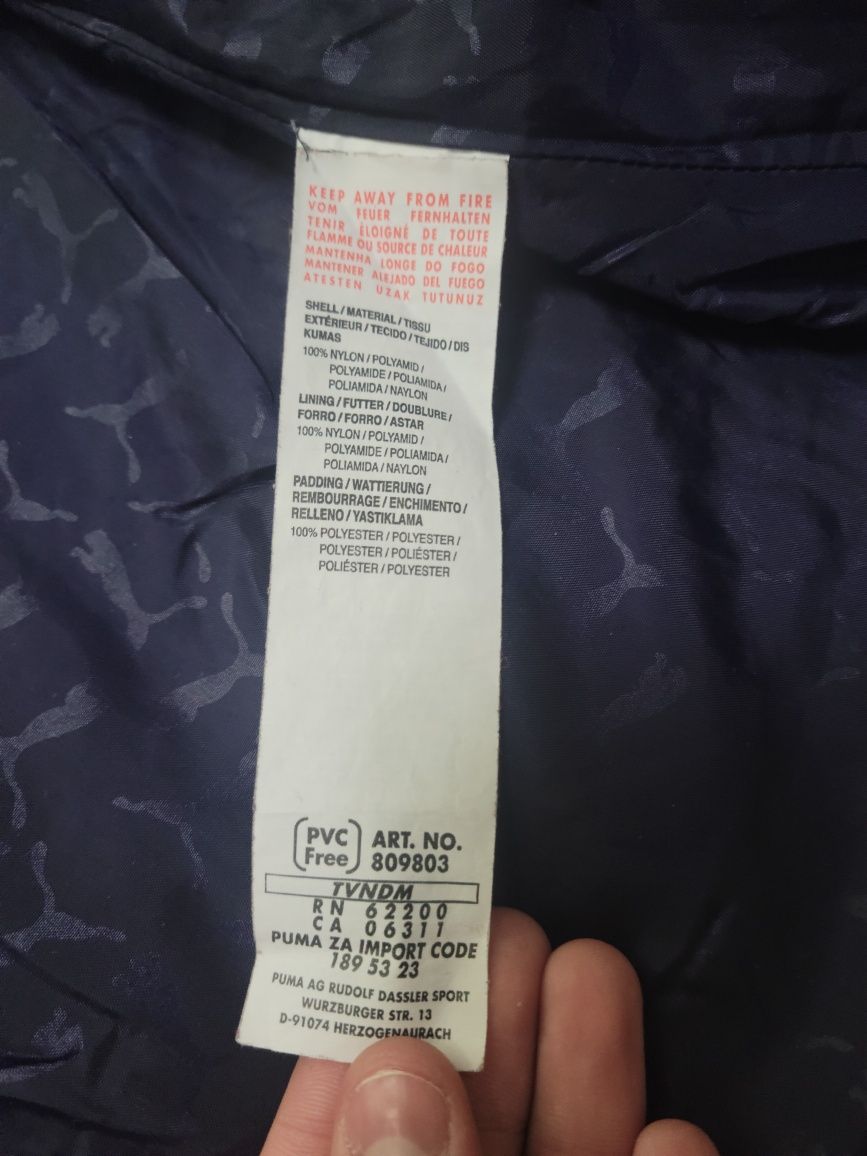 KEEP AWAY FROM FIRE
VOM FEUER FERNHALTEN
TENIR ÉLOIGNÉ DE TOUTE
FLAMME OU SOURCE DE CHALEUR
MANTENHA LONGE DO FOGO
MANTENER ALEJADO DEL FUEGO
ATESTEN UZAK TUTUNUZ
SHELL / MATERIAL / TISSU
EXTÉRIEUR / TECIDO / TEJIDO / DIS
KUMAS
100% NYLON / POLYAMID /
POLYAMIDE / POLIAMIDA /
POLIAMIDA / NAYLON
LINING / FUTTER / DOUBLURE /
FORRO / FORRO / ASTAR
100% NYLON / POLYAMID /
POLYAMIDE / POLIAMIDA /
POLIAMIDA / NAYLON
PADDING / WATTIERUNG /
REMBOURRAGE / ENCHIMENTO /
RELLENO / YASTIKLAMA
100% POLYESTER / POLYESTER /
POLYESTER / POLIÉSTER /
POLIÉSTER / POLYESTER
PVC
Free
ART. NO.
809803
TVNDM
RN 62200
CA 06311
PUMA ZA IMPORT CODE
189 53 23
PUMA AG RUDOLF DASSLER SPORT
WURZBURGER STR. 13
D-91074 HERZOGENAURACH